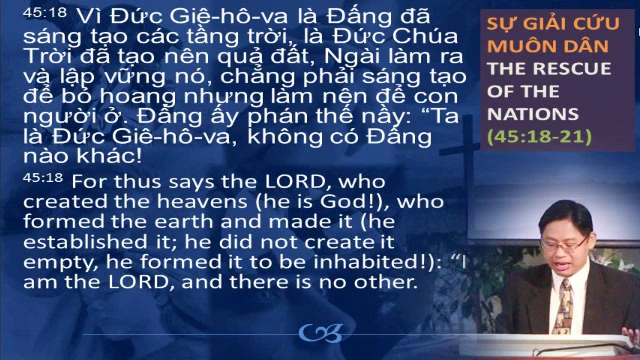 45:18 Vì Đức Giê-hô-va là Đấng đã
sáng tạo các tầng trời, là Đức Chúa
Trời đã tạo nên quả đất, Ngài làm ra
và lập vững nó, chẳng phải sáng tạo
để bỏ hoang nhưng làm nên để con
người ở. Đấng ấy phán thế nầy: “Ta
là Đức Giê-hô-va, không có Đấng
nào khác!
45:18 For thus says the LORD, who
created the heavens (he is God!), who
formed the earth and made it (he
established it; he did not create it
empty, he formed it to be inhabited!): “I
am the LORD, and there is no other.
SỰ GIẢI CỨU
MUÔN DÂN
THE RESCUE
OF THE
NATIONS
(45:18-21)